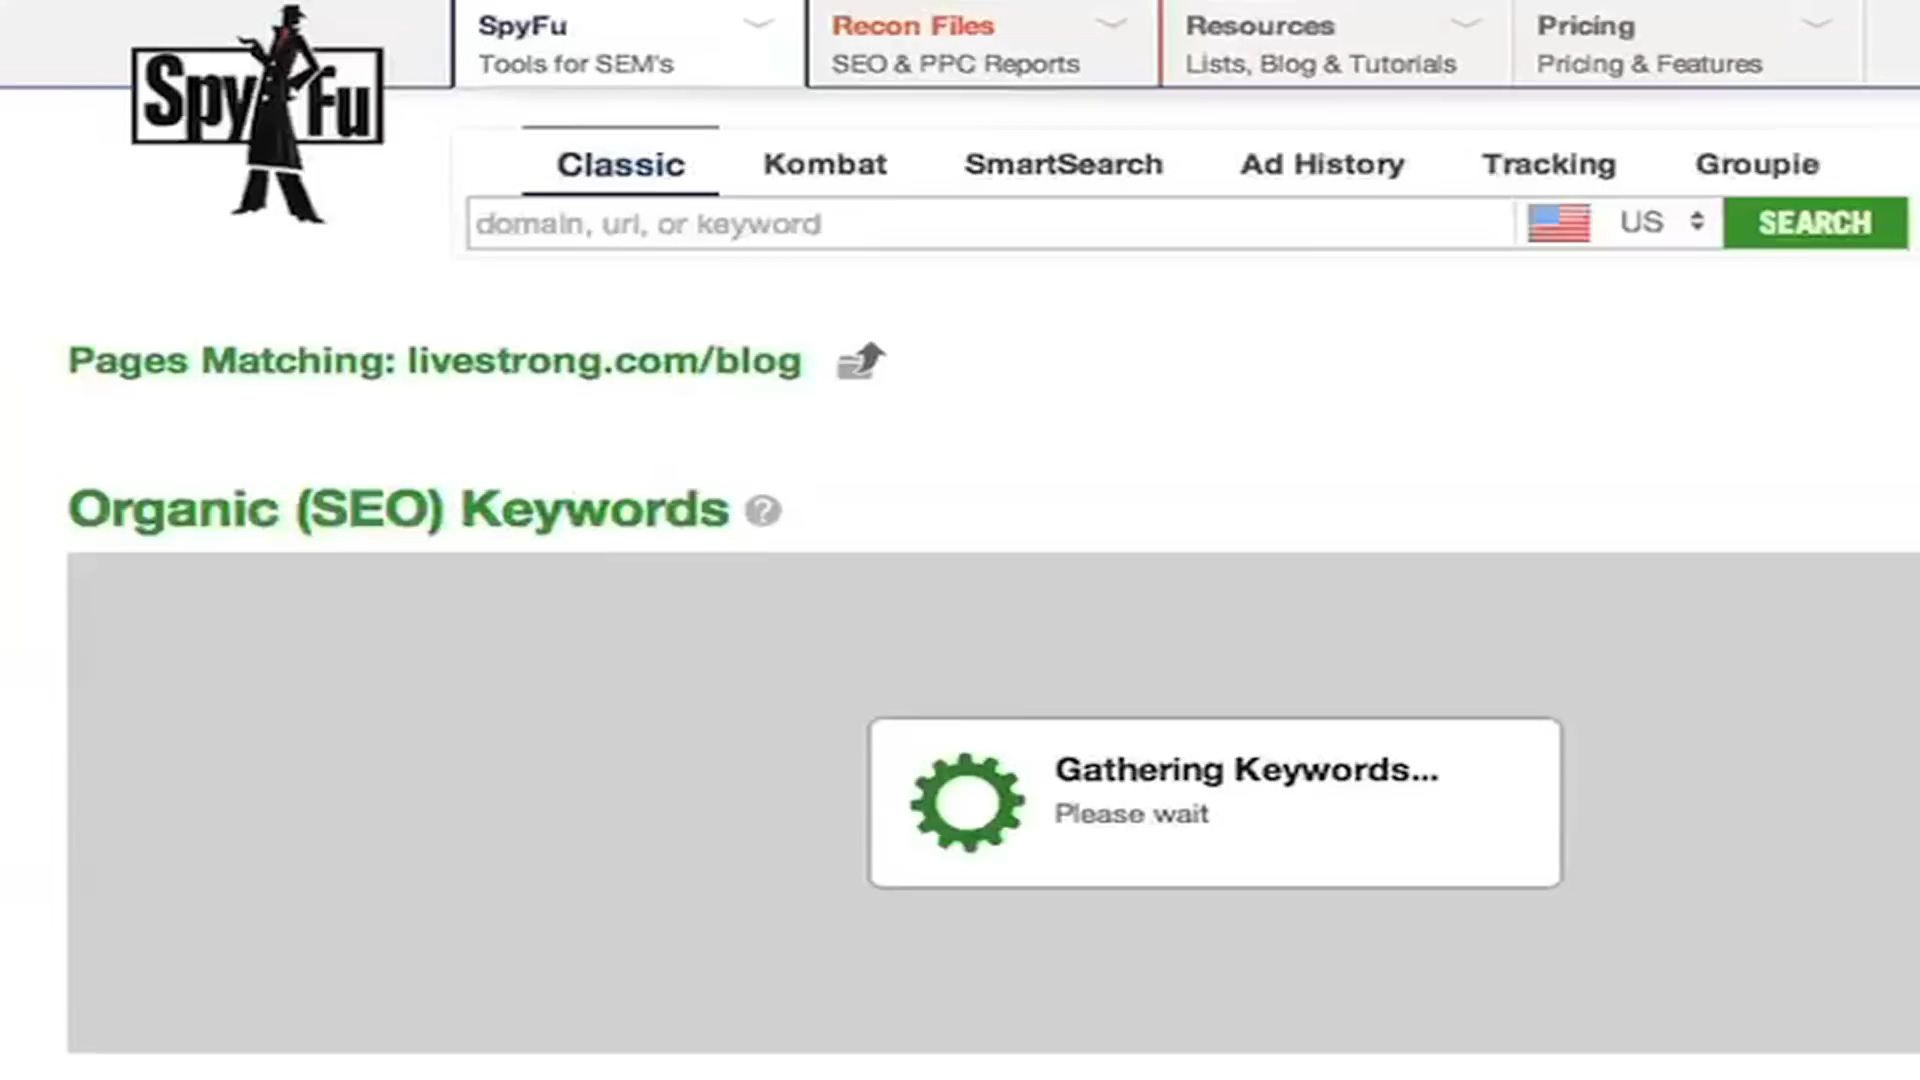 SpyFu
SpyFu
Tools for SEM's
Recon Files
SEO & PPC Reports
Resources
Lists, Blog & Tutorials
Pricing
Pricing & Features
Classic
Kombat
SmartSearch
Ad History
Tracking
Groupie
domain, url, or keyword
US
SEARCH
Pages Matching: livestrong.com/blog
Organic (SEO) Keywords ?
Gathering Keywords...
Please wait